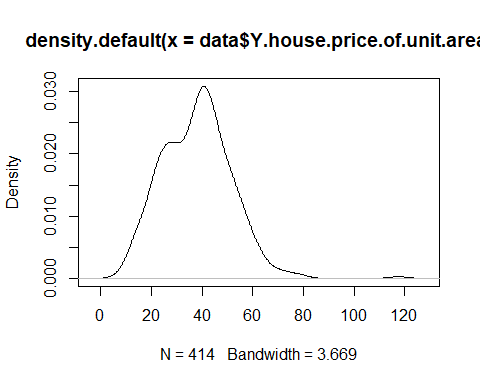 density.default(x = data$Y.house.price.of.unit.area
Density
0.000
0.010
0.020
0.030
0 20 40 60 80 100 120
N = 414 Bandwidth = 3.669